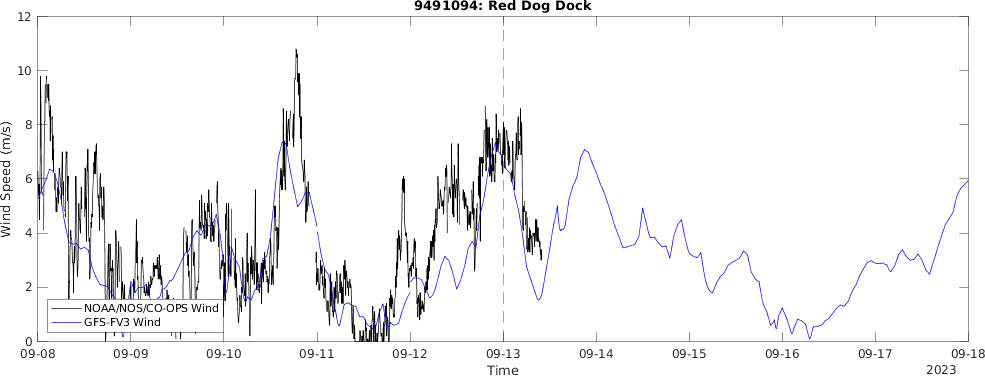 9491094: Red Dog Dock
12
10
8
6
4
2
0
Wind Speed (m/s)
NOAA/NOS/CO-OPS Wind
GFS-FV3 Wind
09-08 09-09 09-10 09-11 09-12 09-13 09-14 09-15 09-16 09-17 09-18
Time
2023